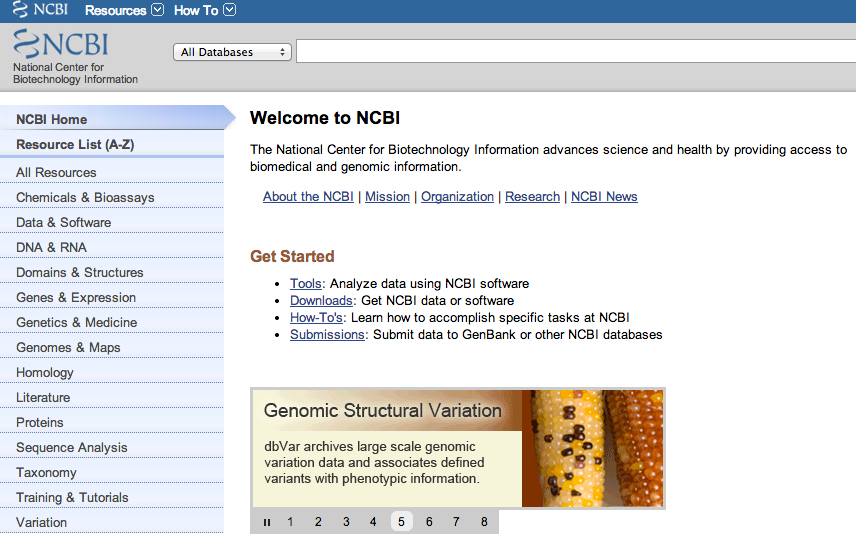 NCBI Resources How To
NCBI
National Center for
Biotechnology Information
All Databases
NCBI Home
Resource List (A-Z)
All Resources
Chemicals & Bioassays
Data & Software
DNA & RNA
Domains & Structures
Genes & Expression
Genetics & Medicine
Genomes & Maps
Homology
Literature
Proteins
Sequence Analysis
Taxonomy
Training & Tutorials
Variation
Welcome to NCBI
The National Center for Biotechnology Information advances science and health by providing access to
biomedical and genomic information.
About the NCBI | Mission | Organization | Research | NCBI News
Get Started
• Tools: Analyze data using NCBI software
• Downloads: Get NCBI data or software
• How-To's: Learn how to accomplish specific tasks at NCBI
• Submissions: Submit data to GenBank or other NCBI databases
Genomic Structural Variation
dbVar archives large scale genomic
variation data and associates defined
variants with phenotypic information.
1 2 3 4 5 6 7 8